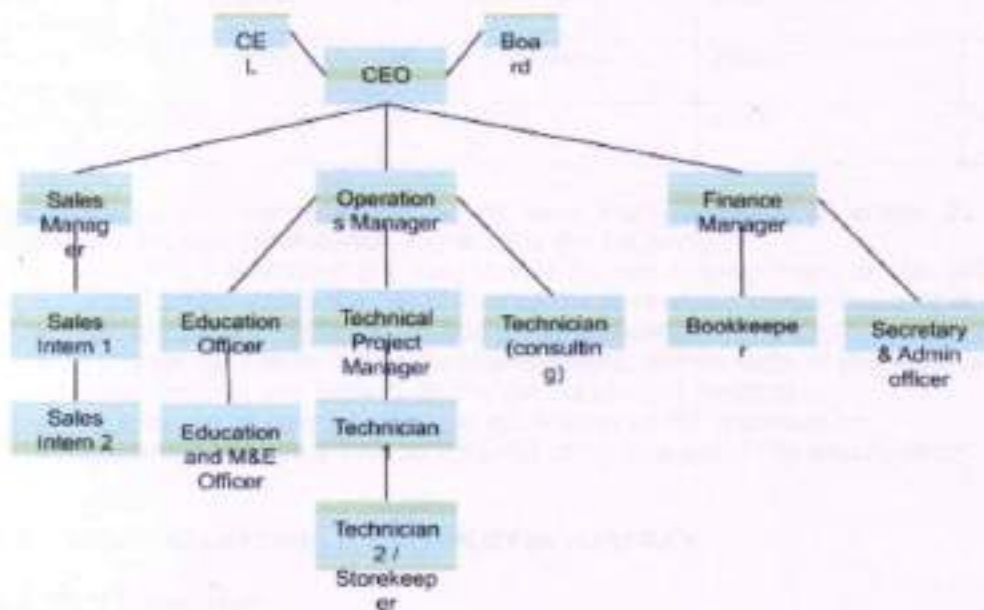 CE
L
Boa
rd
CEO
Sales
Manag
er
Operation
s Manager
Finance
Manager
Sales
Intern 1
Education
Officer
Technical
Project
Manager
Technician
(consultin
g)
Bookkeepe
r
Secretary
& Admin
officer
Sales
Intern 2
Education
and M&E
Officer
Technician
Technician
2 /
Storekeep
er